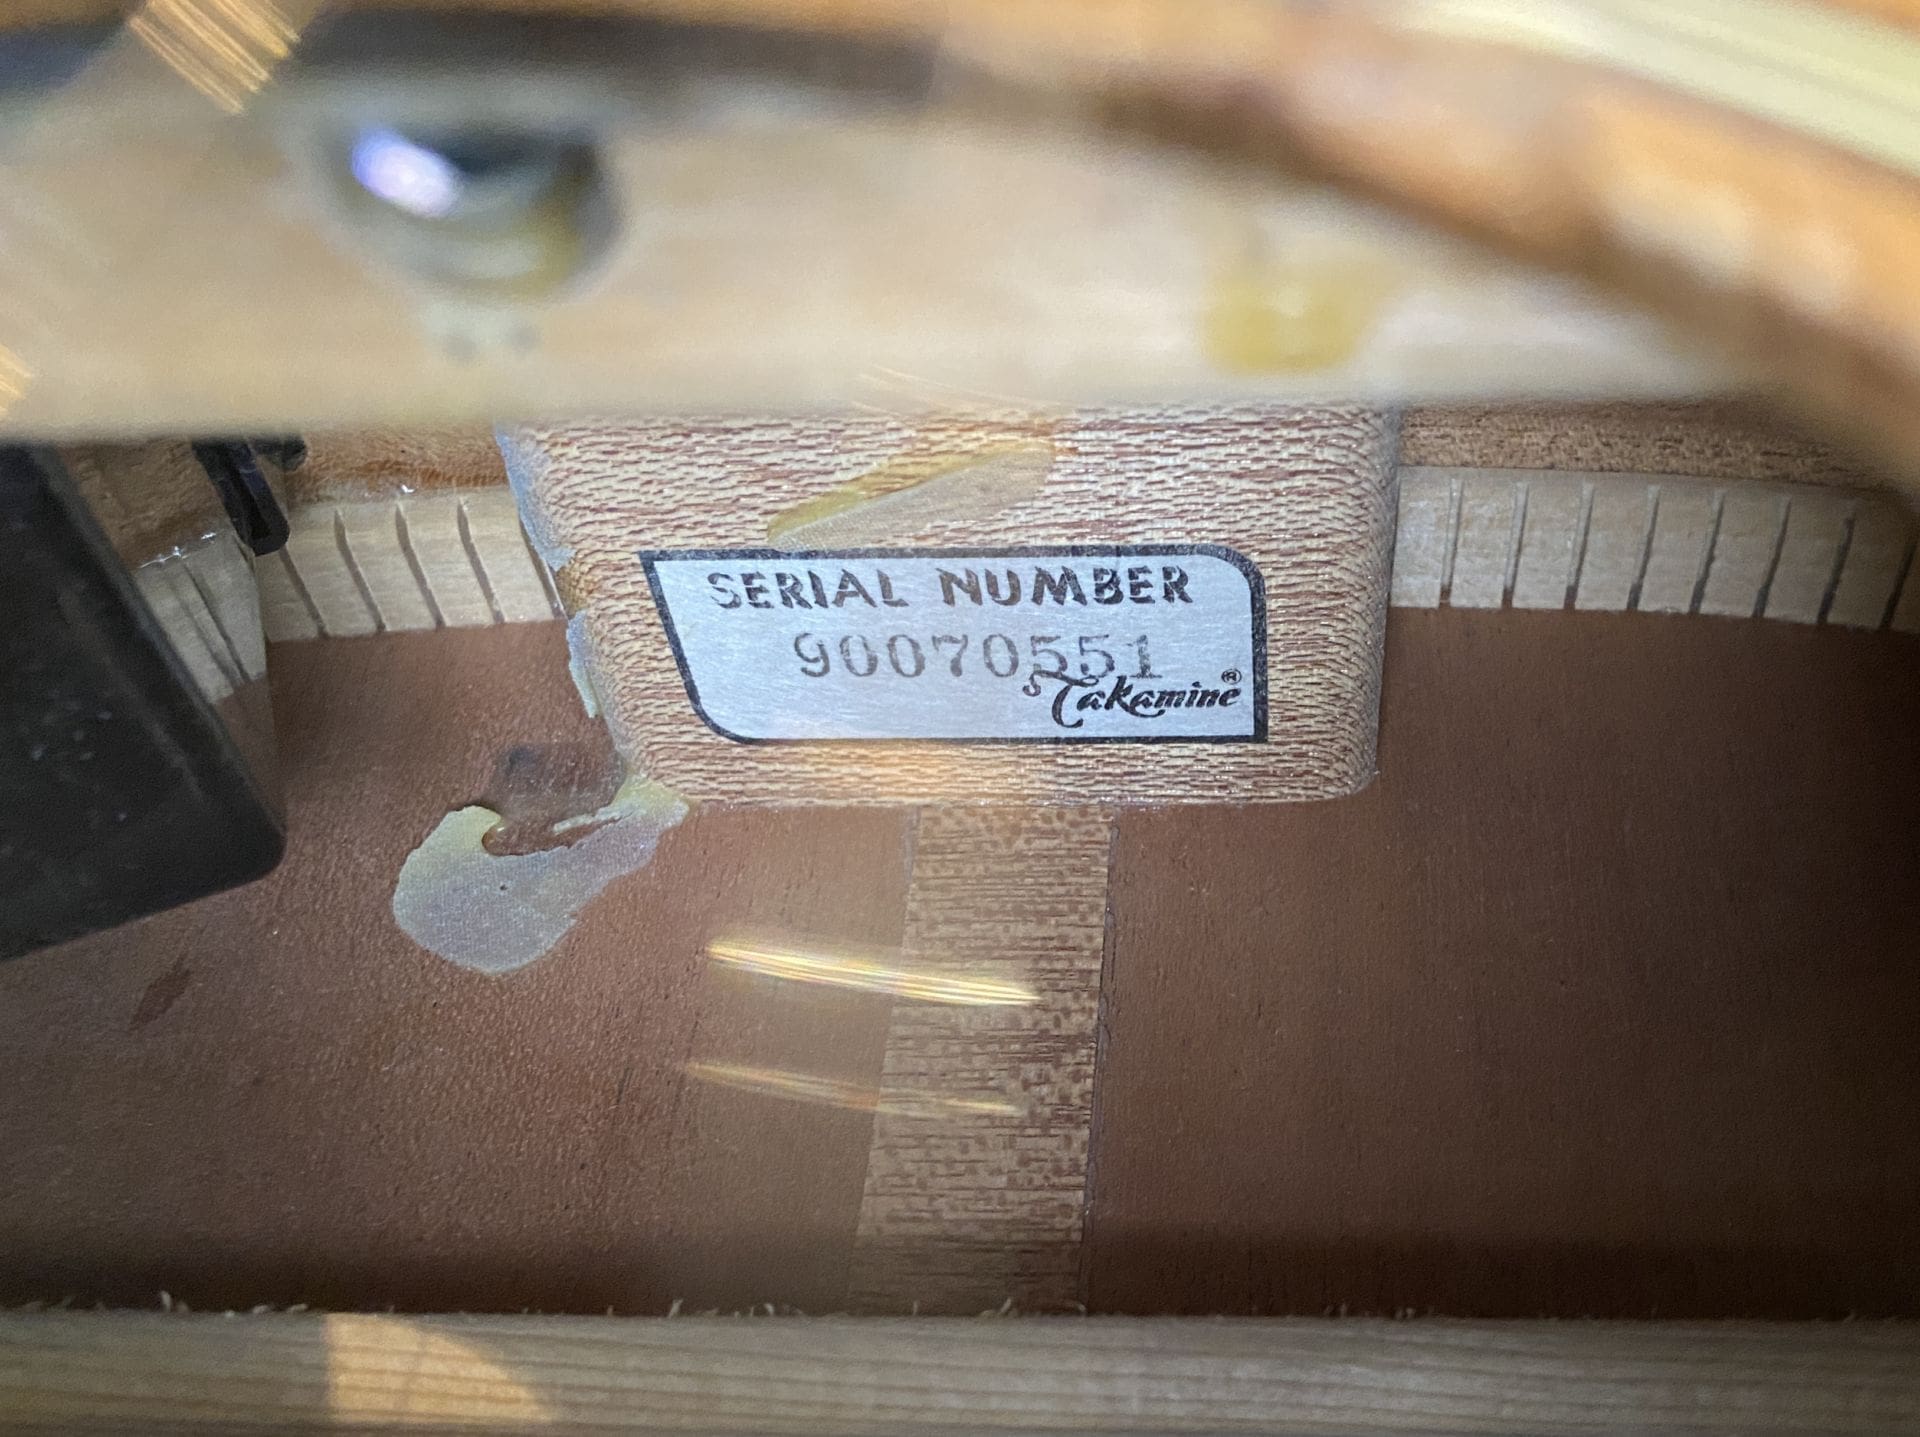 SERIAL NUMBER
90070551
Takamine®